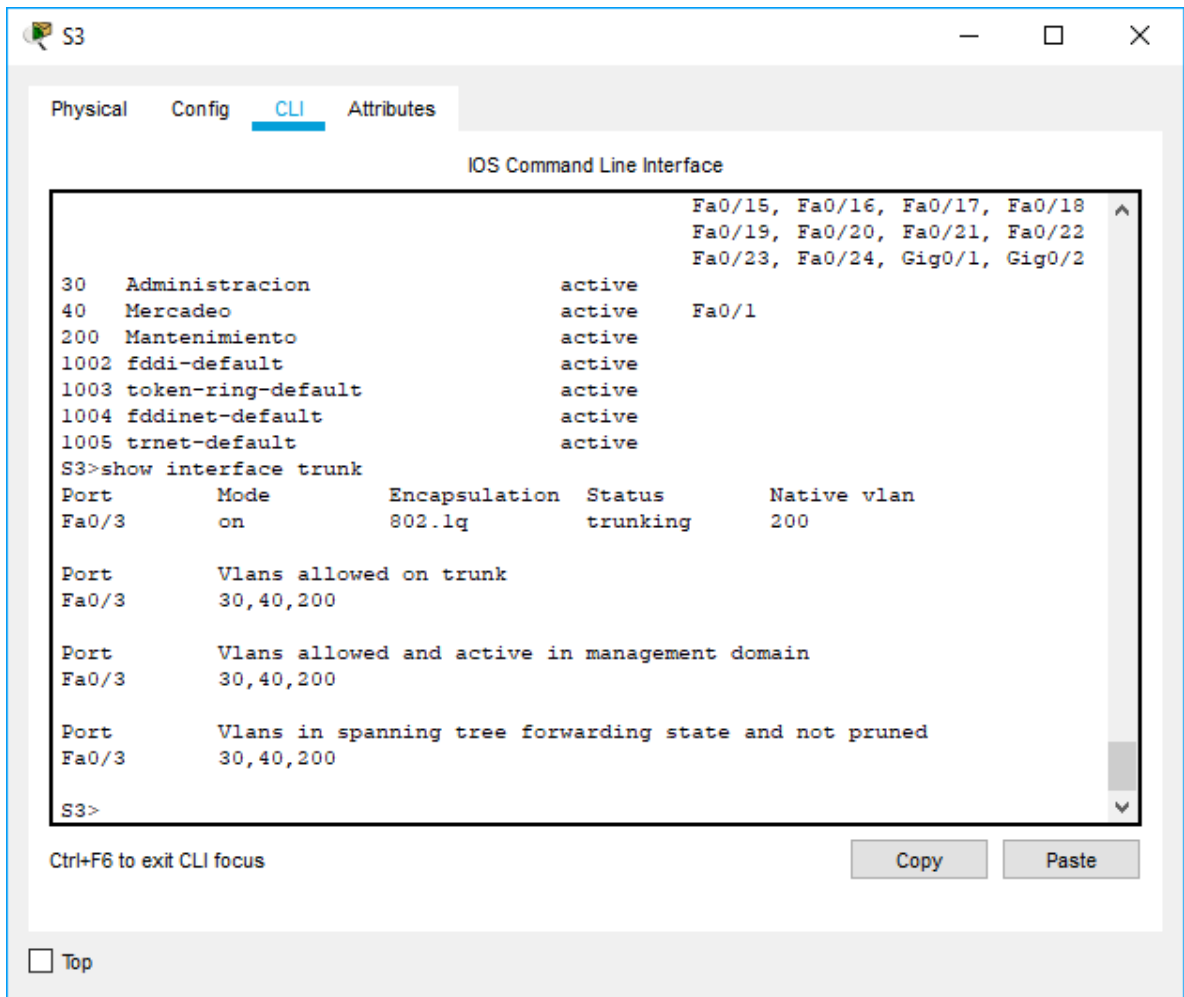 S3
Physical Config CLI Attributes
IOS Command Line Interface
Fa0/15, Fa0/16, Fa0/17, Fa0/18
Fa0/19, Fa0/20, Fa0/21, Fa0/22
Fa0/23, Fa0/24, Gig0/1, Gig0/2
30 Administracion active
40 Mercadeo active Fa0/1
200 Mantenimiento active
1002 fddi-default active
1003 token-ring-default active
1004 fddinet-default active
1005 trnet-default active
S3>show interface trunk
Port Mode Encapsulation Status Native vlan
Fa0/3 on 802.1q trunking 200
Port Vlans allowed on trunk
Fa0/3 30,40,200
Port Vlans allowed and active in management domain
Fa0/3 30,40,200
Port Vlans in spanning tree forwarding state and not pruned
Fa0/3 30,40,200
S3>
Ctrl+F6 to exit CLI focus
Copy Paste
Top